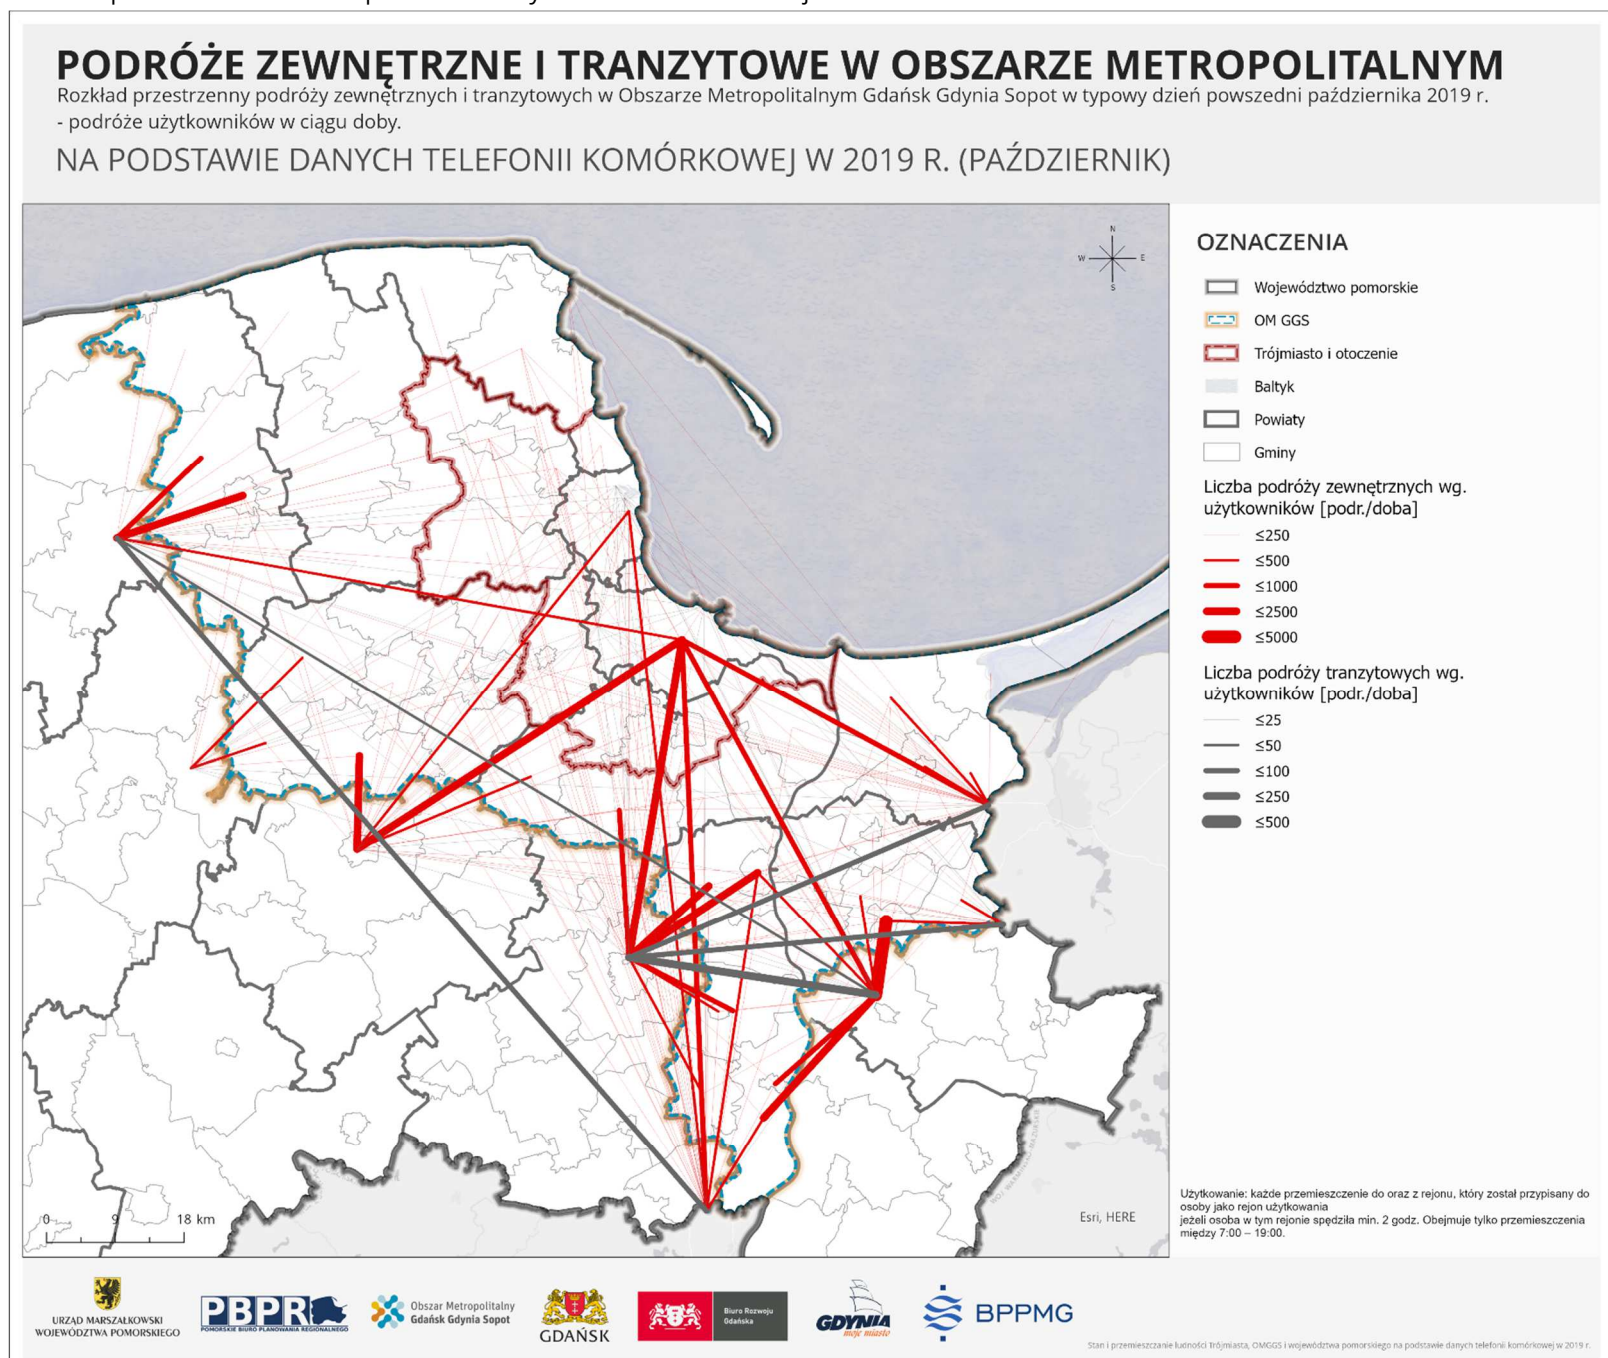 PODRÓŻE ZEWNĘTRZNE I TRANZYTOWE W OBSZARZE METROPOLITALNYM
Rozkład przestrzenny podróży zewnętrznych i tranzytowych w Obszarze Metropolitalnym Gdańsk Gdynia Sopot w typowy dzień powszedni października 2019 r.
- podróże użytkowników w ciągu doby.
NA PODSTAWIE DANYCH TELEFONII KOMÓRKOWEJ W 2019 R. (PAŹDZIERNIK)
N
W E
S
OZNACZENIA
Województwo pomorskie
OM GGS
Trójmiasto i otoczenie
Baltyk
Powiaty
Gminy
Liczba podróży zewnętrznych wg.
użytkowników [podr./doba]
≤250
≤500
≤1000
≤2500
≤5000
Liczba podróży tranzytowych wg.
użytkowników [podr./doba]
≤25
≤50
≤100
≤250
≤500
0 9 18 km
Esri, HERE
Użytkowanie: każde przemieszczenie do oraz z rejonu, który został przypisany do
osoby jako rejon użytkowania
jeżeli osoba w tym rejonie spędziła min. 2 godz. Obejmuje tylko przemieszczenia
między 7:00 – 19:00.
URZĄD MARSZAŁKOWSKI
WOJEWÓDZTWA POMORSKIEGO
PBPR
POMORSKIE BIURO PLANOWANIA REGIONALNEGO
Obszar Metropolitalny
Gdańsk Gdynia Sopot
GDAŃSK
Biuro Rozwoju
Gdańska
GDYNIA
moje miasto
BPPMG
Stan i przemieszczanie ludności Trójmiasta, OMGGS i województwa pomorskiego na podstawie danych telefonii komórkowej w 2019 r.